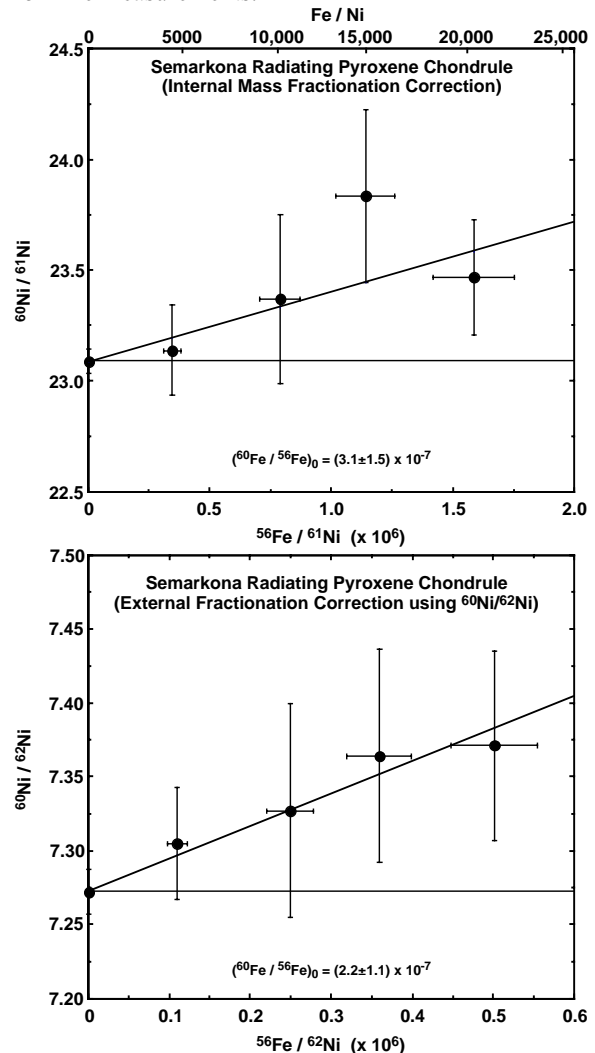 Fe / Ni
0 5000 10,000 15,000 20,000 25000
Semarkona Radiating Pyroxene Chondrule
(Internal Mass Fractionation Correction)
24.5
24.0
23.5
23.0
22.5
⁶⁰Ni / ⁶¹Ni
(⁶⁰Fe / ⁵⁶Fe)₀ = (3.1±1.5) x 10⁻⁷
0 0.5 1.0 1.5 2.0
⁵⁶Fe / ⁶¹Ni (x 10⁶)
Semarkona Radiating Pyroxene Chondrule
(External Fractionation Correction using ⁶⁰Ni/⁶²Ni)
7.50
7.45
7.40
7.35
7.30
7.25
7.20
⁶⁰Ni / ⁶²Ni
(⁶⁰Fe / ⁵⁶Fe)₀ = (2.2±1.1) x 10⁻⁷
0 0.1 0.2 0.3 0.4 0.5 0.6
⁵⁶Fe / ⁶²Ni (x 10⁶)